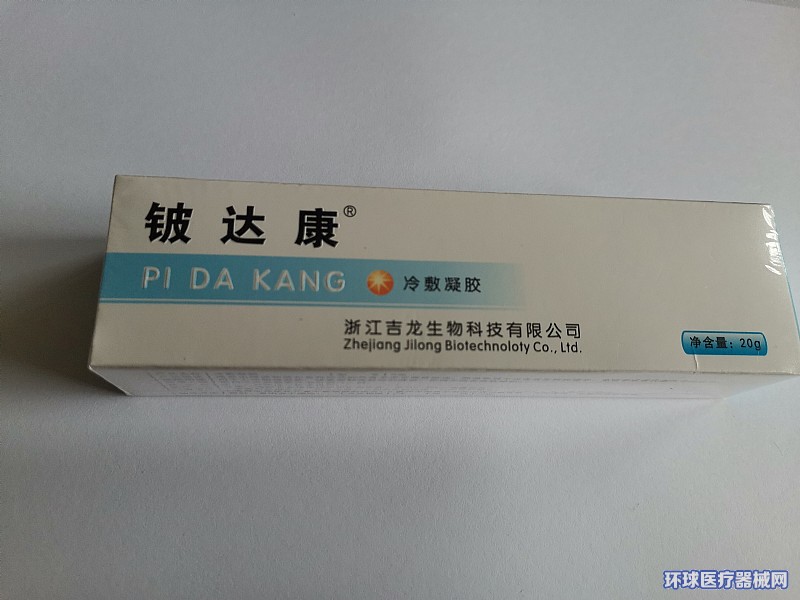 铍达康®
PI DA KANG 冷敷凝胶
浙江吉龙生物科技有限公司
Zhejiang Jilong Biotechnoloty Co., Ltd.
净含量：20g
环球医疗器械网